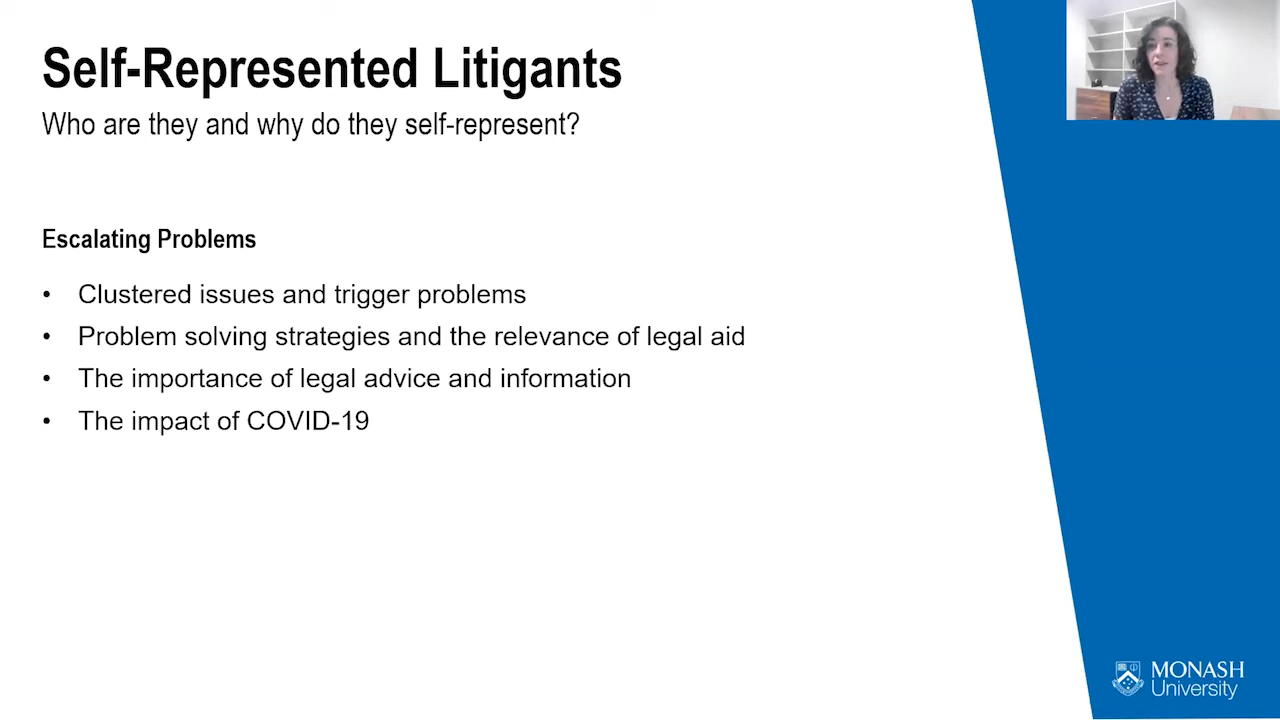 Self-Represented Litigants
Who are they and why do they self-represent?
Escalating Problems
• Clustered issues and trigger problems
• Problem solving strategies and the relevance of legal aid
• The importance of legal advice and information
• The impact of COVID-19
MONASH
University